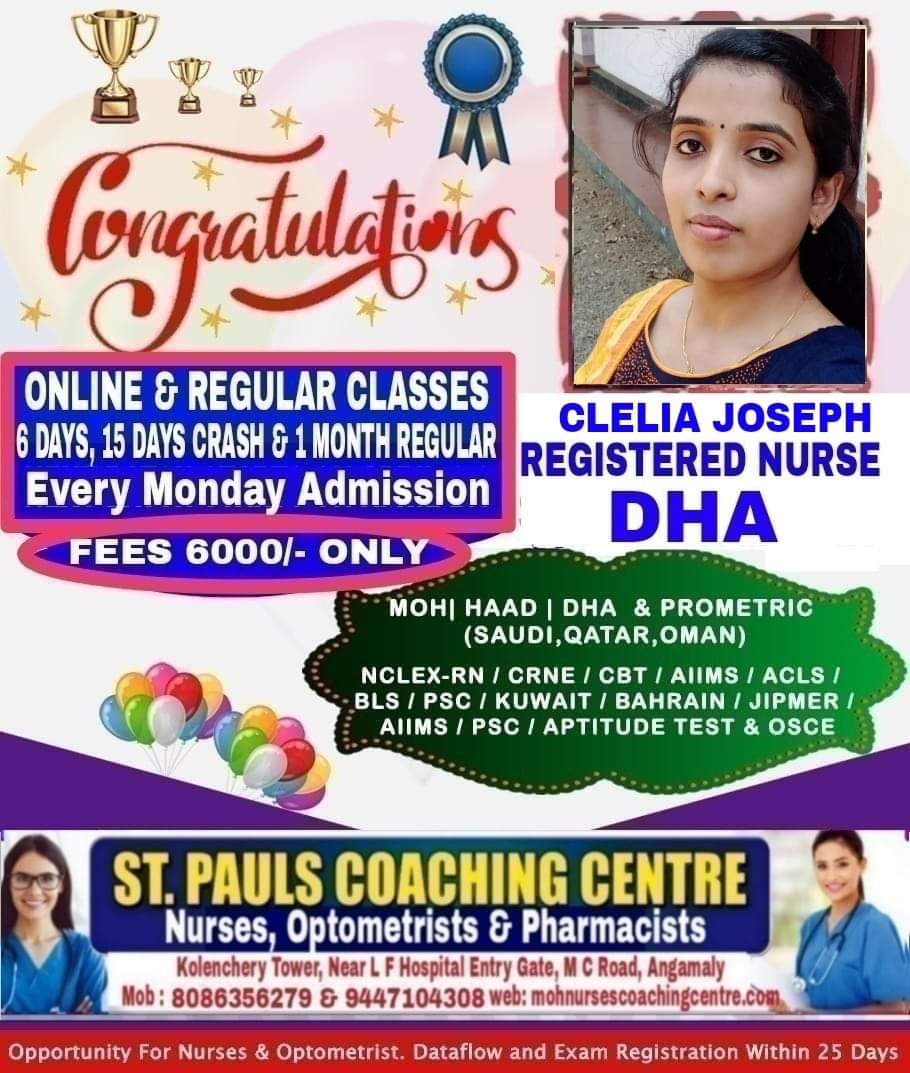 Congratulations
CLELIA JOSEPH
REGISTERED NURSE
DHA
ONLINE & REGULAR CLASSES
6 DAYS, 15 DAYS CRASH & 1 MONTH REGULAR
Every Monday Admission
FEES 6000/- ONLY
MOH| HAAD | DHA & PROMETRIC
(SAUDI,QATAR,OMAN)
NCLEX-RN / CRNE / CBT / AIIMS / ACLS /
BLS / PSC / KUWAIT / BAHRAIN / JIPMER /
AIIMS / PSC / APTITUDE TEST & OSCE
ST. PAULS COACHING CENTRE
Nurses, Optometrists & Pharmacists
Kolenchery Tower, Near L F Hospital Entry Gate, M C Road, Angamaly
Mob : 8086356279 & 9447104308 web: mohnursescoachingcentre.com
Opportunity For Nurses & Optometrist. Dataflow and Exam Registration Within 25 Days